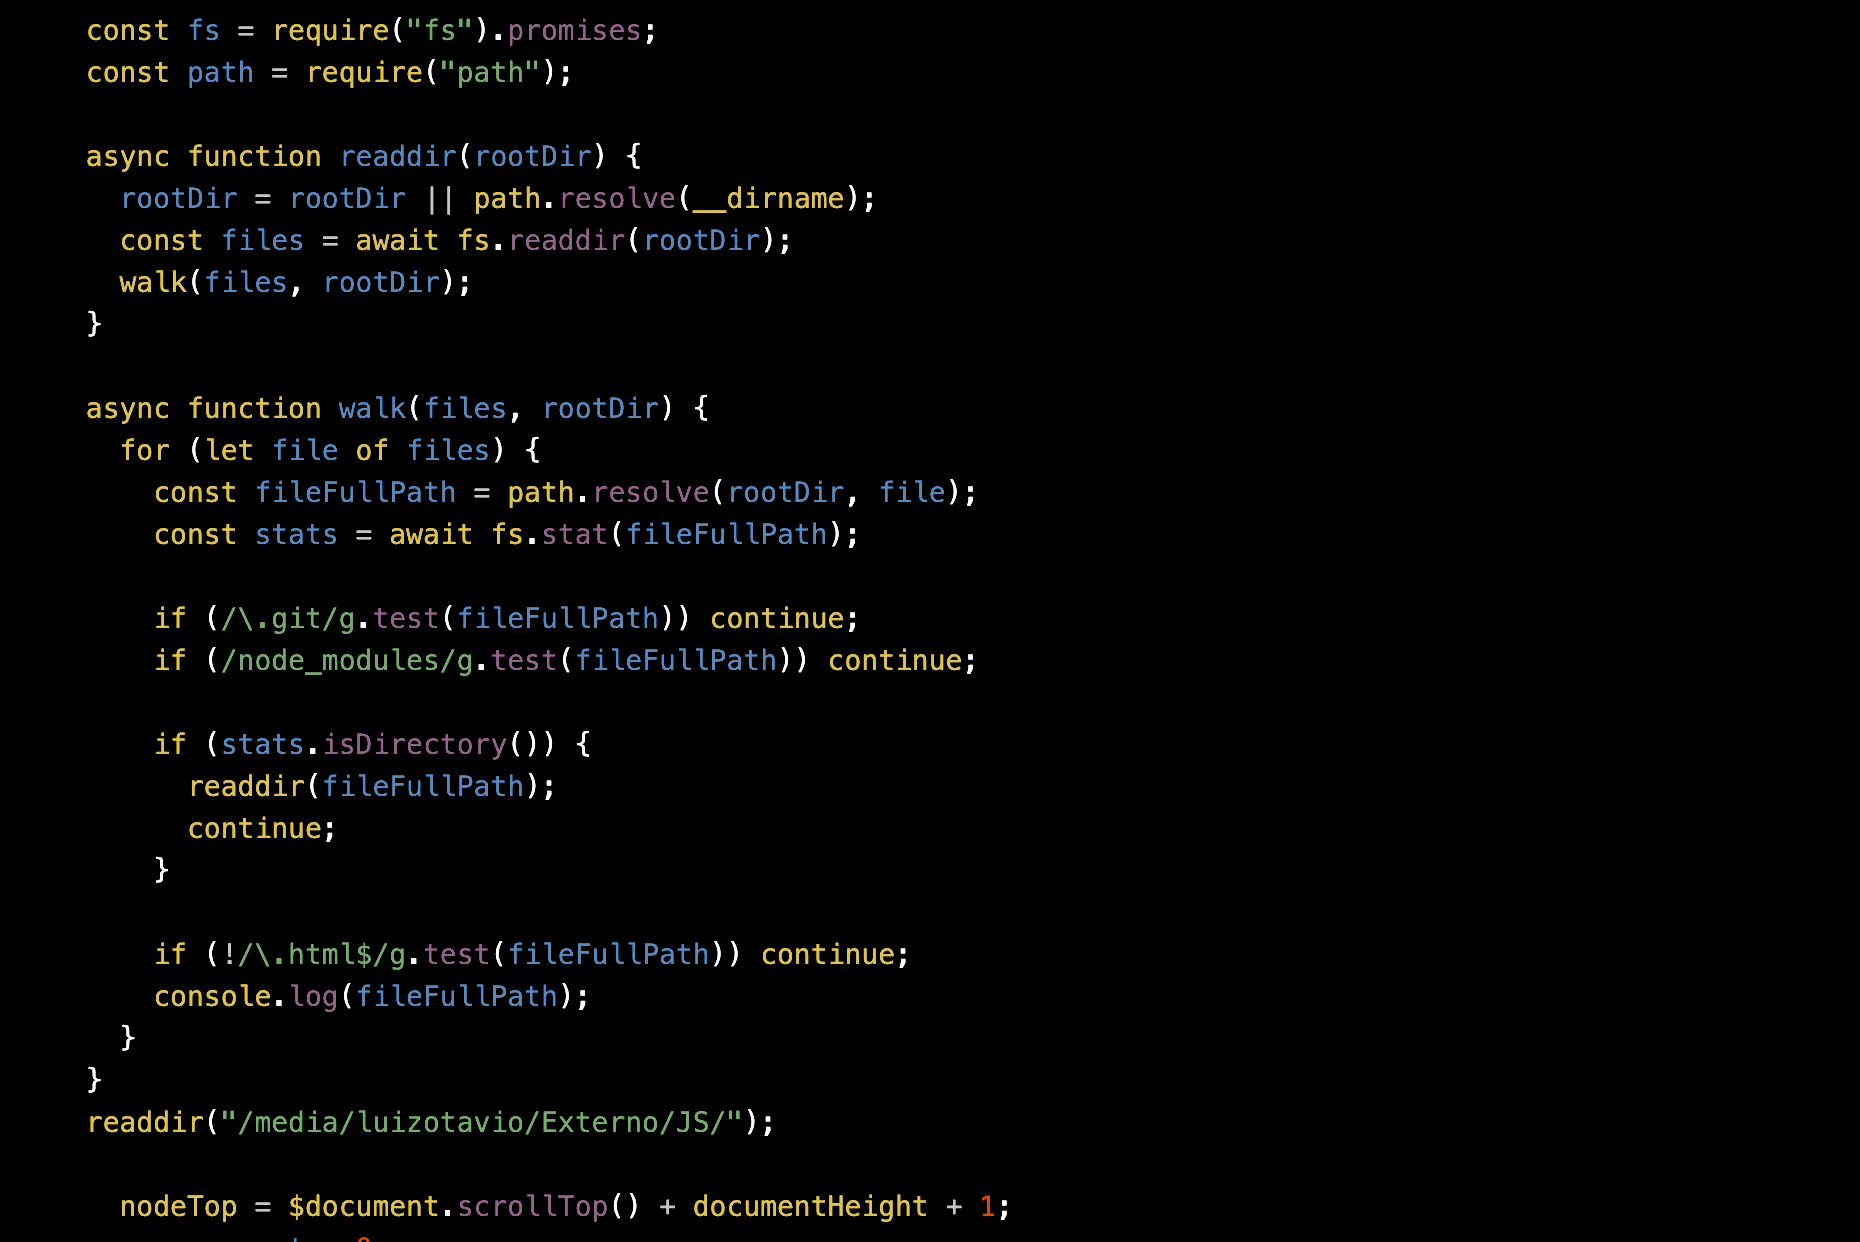 const fs = require("fs").promises;
const path = require("path");

async function readdir(rootDir) {
  rootDir = rootDir || path.resolve(__dirname);
  const files = await fs.readdir(rootDir);
  walk(files, rootDir);
}

async function walk(files, rootDir) {
  for (let file of files) {
    const fileFullPath = path.resolve(rootDir, file);
    const stats = await fs.stat(fileFullPath);

    if (/\.git/g.test(fileFullPath)) continue;
    if (/node_modules/g.test(fileFullPath)) continue;

    if (stats.isDirectory()) {
      readdir(fileFullPath);
      continue;
    }

    if (!/\.html$/g.test(fileFullPath)) continue;
    console.log(fileFullPath);
  }
}
readdir("/media/luizotavio/Externo/JS/");

  nodeTop = $document.scrollTop() + documentHeight + 1;